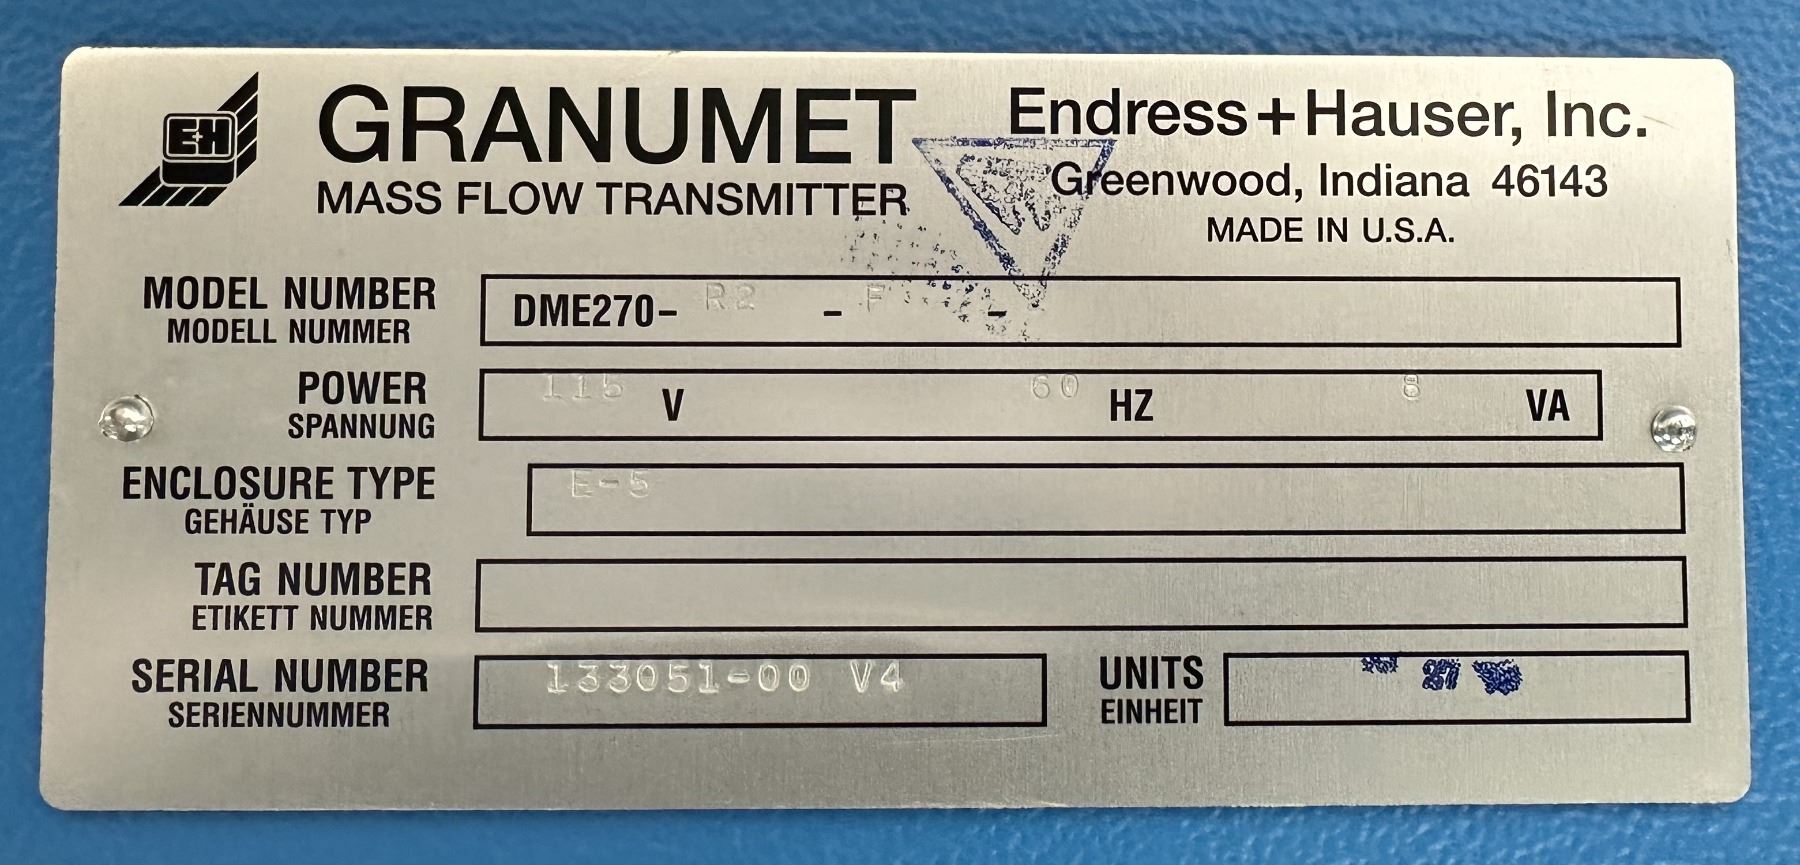 E+H
GRANUMET
MASS FLOW TRANSMITTER
Endress+Hauser, Inc.
Greenwood, Indiana 46143
MADE IN U.S.A.
MODEL NUMBER
MODELL NUMMER
DME270- R2 - F -
POWER
SPANNUNG
115 V 60 HZ 8 VA
ENCLOSURE TYPE
GEHÄUSE TYP
E-5
TAG NUMBER
ETIKETT NUMMER
SERIAL NUMBER
SERIENNUMMER
133051-00 V4
UNITS
EINHEIT